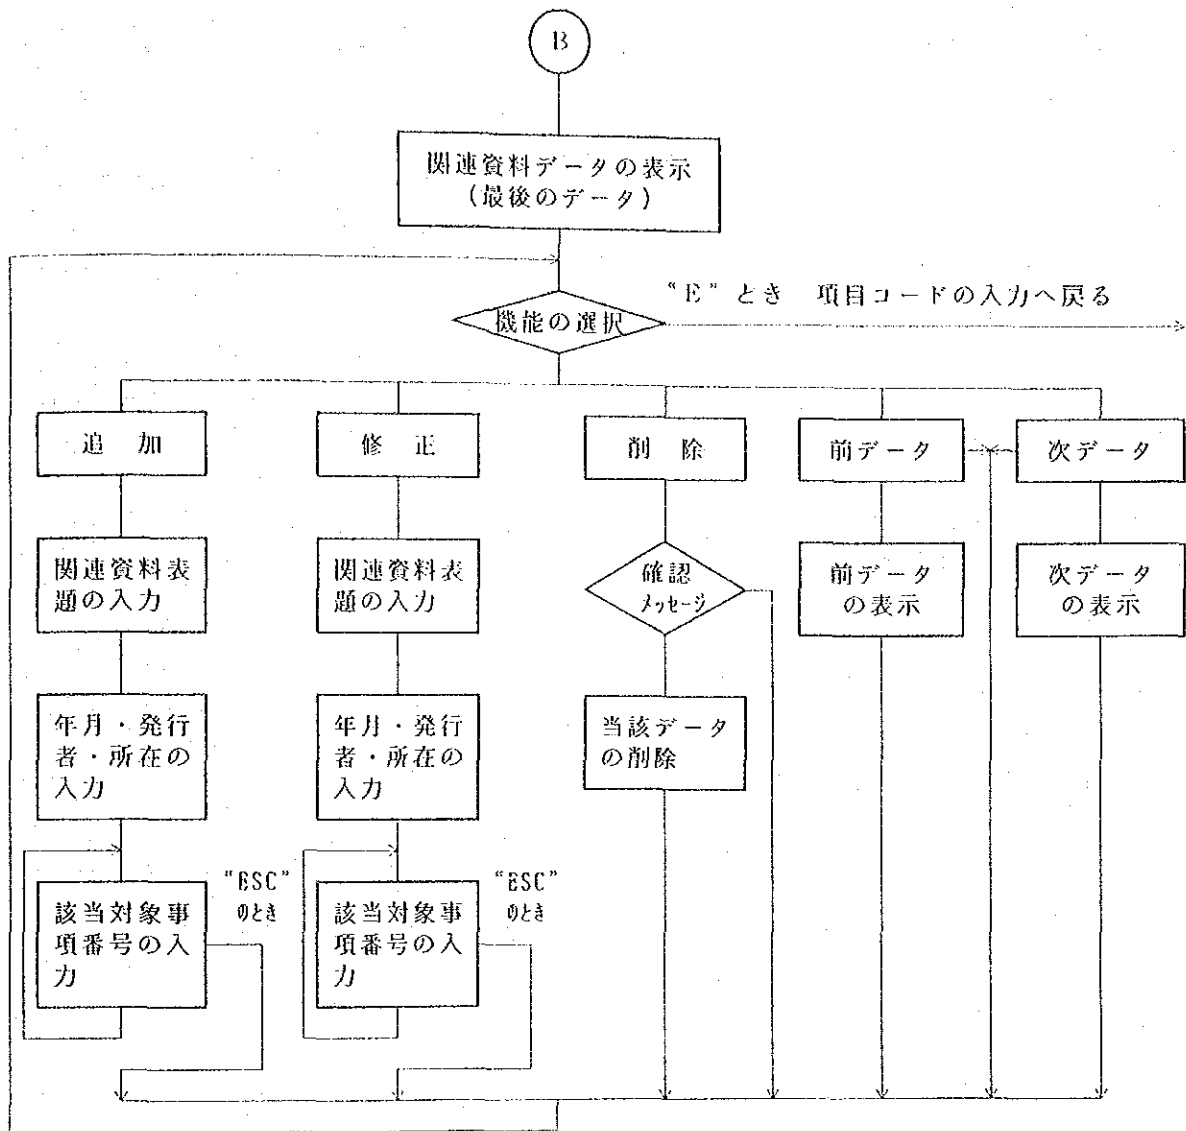 B
関連資料データの表示
(最後のデータ)
"E" とき 項目コードの入力へ戻る
機能の選択
追 加
修 正
削 除
前データ
次データ
関連資料表
題の入力
関連資料表
題の入力
確認
メッセージ
前データ
の表示
次データ
の表示
年月・発行
者・所在の
入力
年月・発行
者・所在の
入力
当該データ
の削除
"ESC"
のとき
"ESC"
のとき
該当対象事
項番号の入
力
該当対象事
項番号の入
力